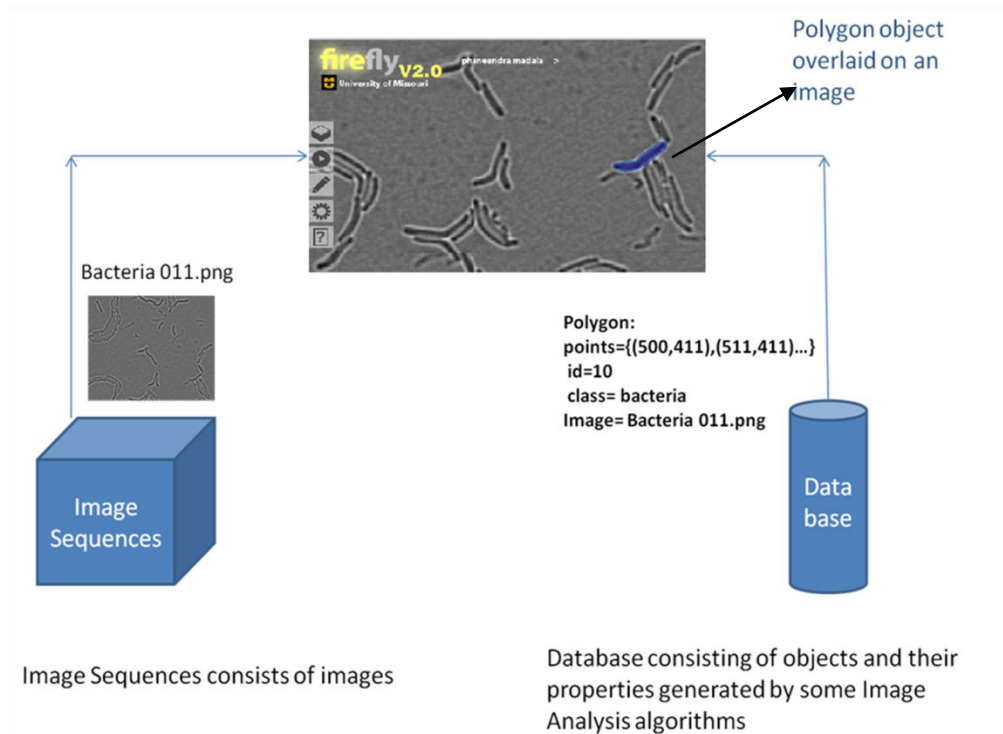 Polygon object
overlaid on an
image
firefly V2.0
phaneendra madala >
University of Missouri
?
Bacteria 011.png
Polygon:
points={(500,411),(511,411)...}
id=10
class= bacteria
Image= Bacteria 011.png
Image
Sequences
Data
base
Image Sequences consists of images
Database consisting of objects and their
properties generated by some Image
Analysis algorithms